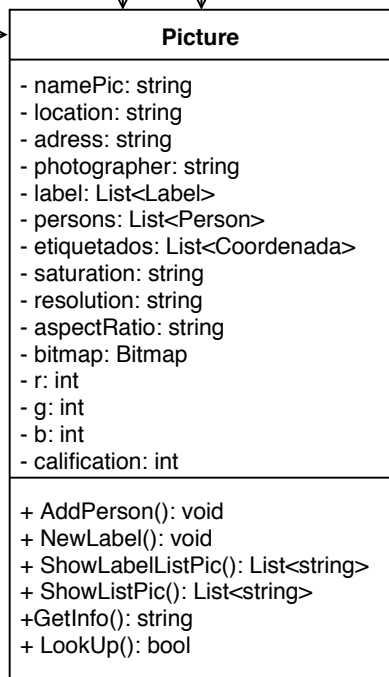 Picture
- namePic: string
- location: string
- adress: string
- photographer: string
- label: List<Label>
- persons: List<Person>
- etiquetados: List<Coordenada>
- saturation: string
- resolution: string
- aspectRatio: string
- bitmap: Bitmap
- r: int
- g: int
- b: int
- calification: int
+ AddPerson(): void
+ NewLabel(): void
+ ShowLabelListPic(): List<string>
+ ShowListPic(): List<string>
+GetInfo(): string
+ LookUp(): bool